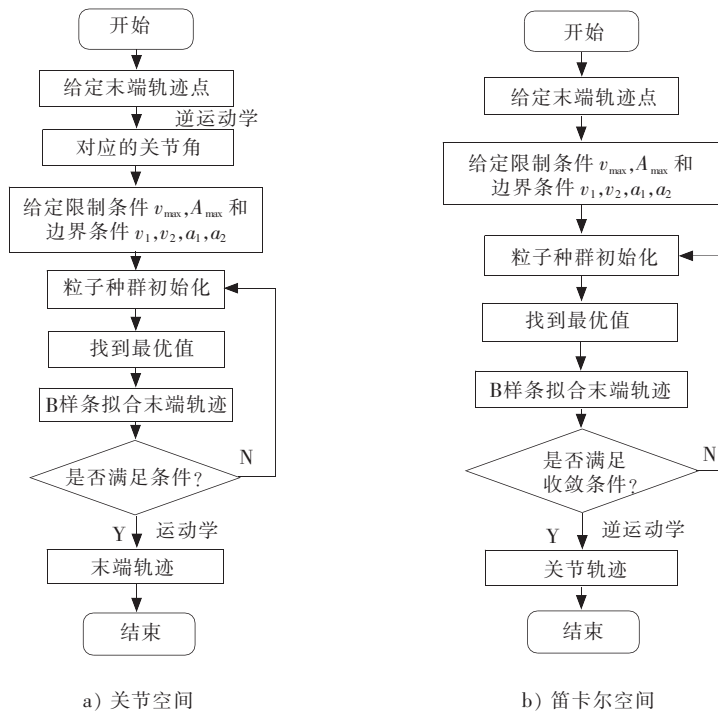 开始
给定末端轨迹点
逆运动学
对应的关节角
给定限制条件 vmax,Amax 和
边界条件 v1,v2,a1,a2
粒子种群初始化
找到最优值
B样条拟合末端轨迹
是否满足条件?
N
Y
运动学
末端轨迹
结束
a) 关节空间
开始
给定末端轨迹点
给定限制条件 vmax,Amax 和
边界条件 v1,v2,a1,a2
粒子种群初始化
找到最优值
B样条拟合末端轨迹
是否满足
收敛条件?
N
Y
逆运动学
关节轨迹
结束
b) 笛卡尔空间